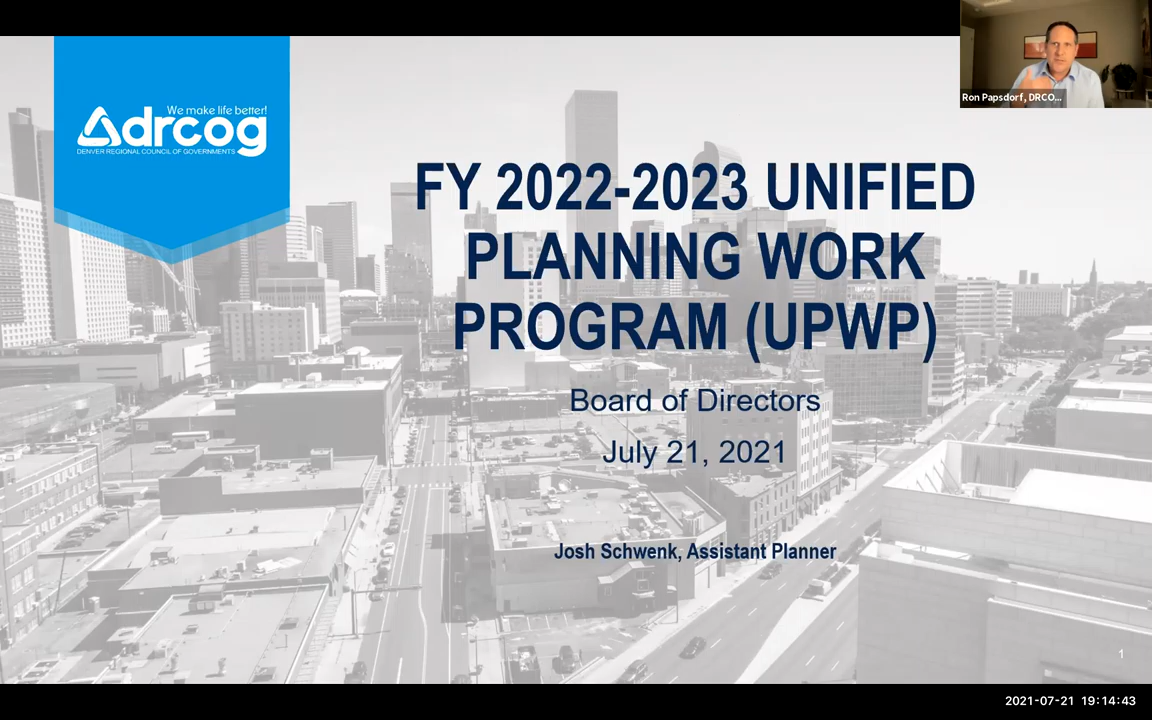 Ron Papsdorf, DRCO...
We make life better!
drcog
DENVER REGIONAL COUNCIL OF GOVERNMENTS
FY 2022-2023 UNIFIED
PLANNING WORK
PROGRAM (UPWP)
Board of Directors
July 21, 2021
Josh Schwenk, Assistant Planner
1
2021-07-21 19:14:43